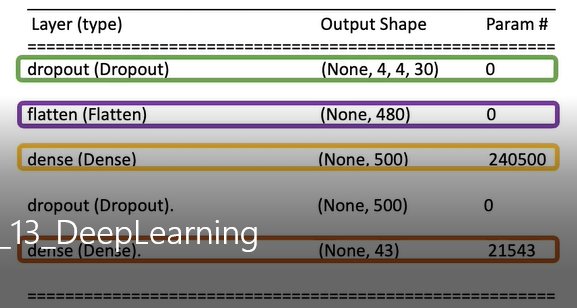 Layer (type) Output Shape Param #
=================================================
dropout (Dropout) (None, 4, 4, 30) 0
flatten (Flatten) (None, 480) 0
dense (Dense) (None, 500) 240500
dropout (Dropout). (None, 500) 0
_13_DeepLearning
dense (Dense). (None, 43) 21543
=================================================